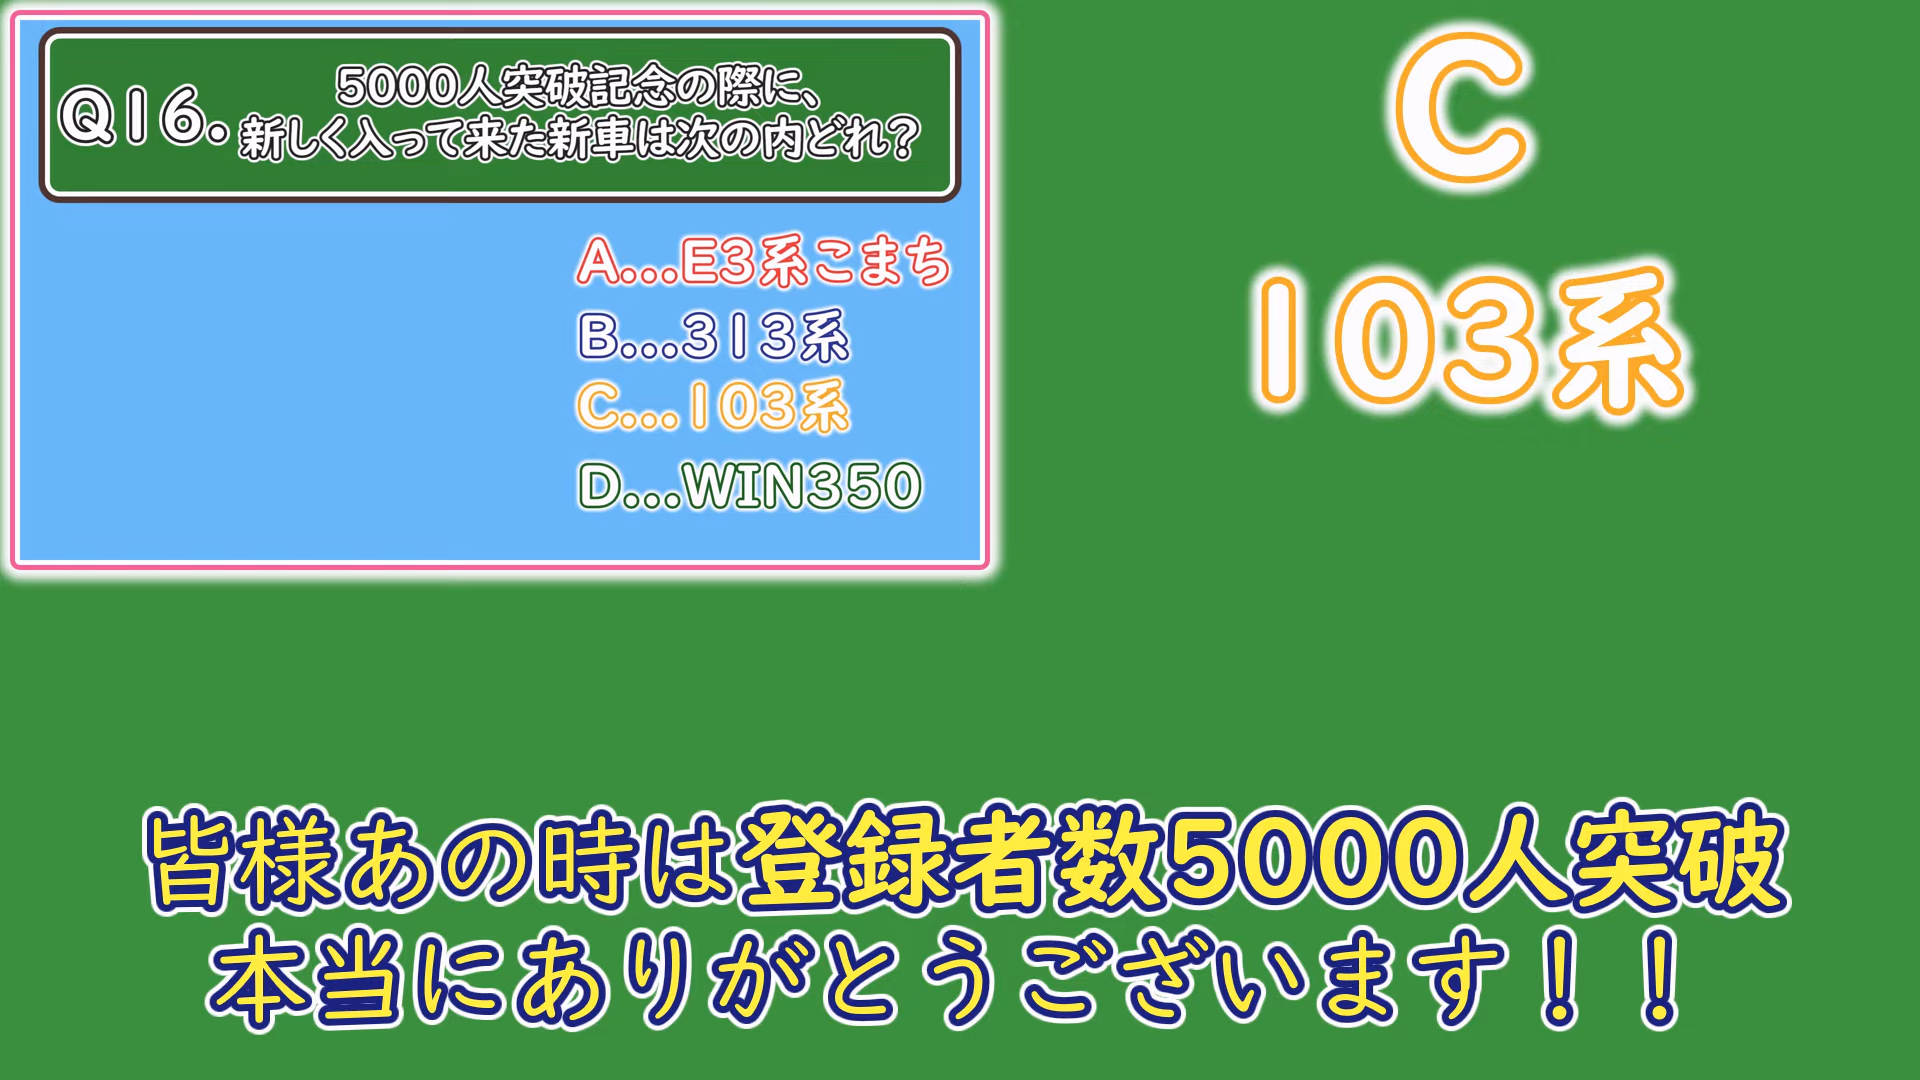 Q16.
5000人突破記念の際に、
新しく入って来た新車は次の内どれ？
A...E3系こまち
B...313系
C...103系
D...WIN350
C
103系
皆様あの時は登録者数5000人突破
本当にありがとうございます！！